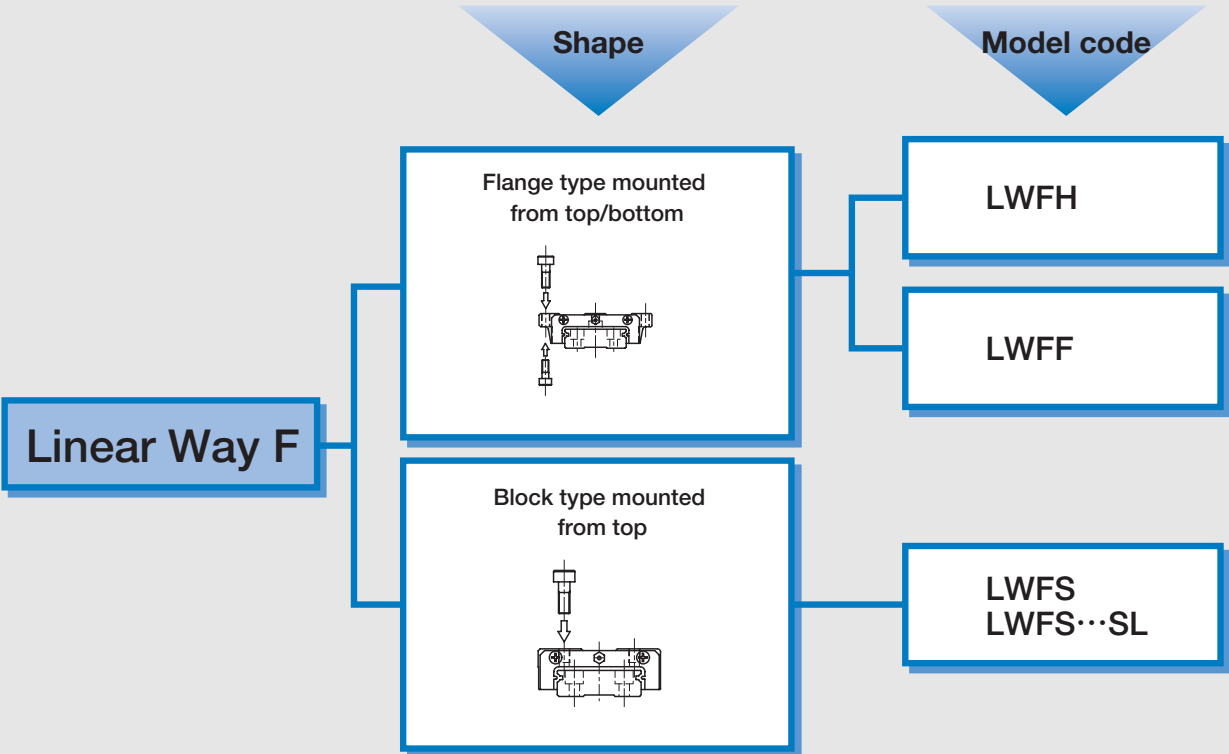 Shape
Model code
Linear Way F
Flange type mounted
from top/bottom
LWFH
LWFF
Block type mounted
from top
LWFS
LWFS···SL